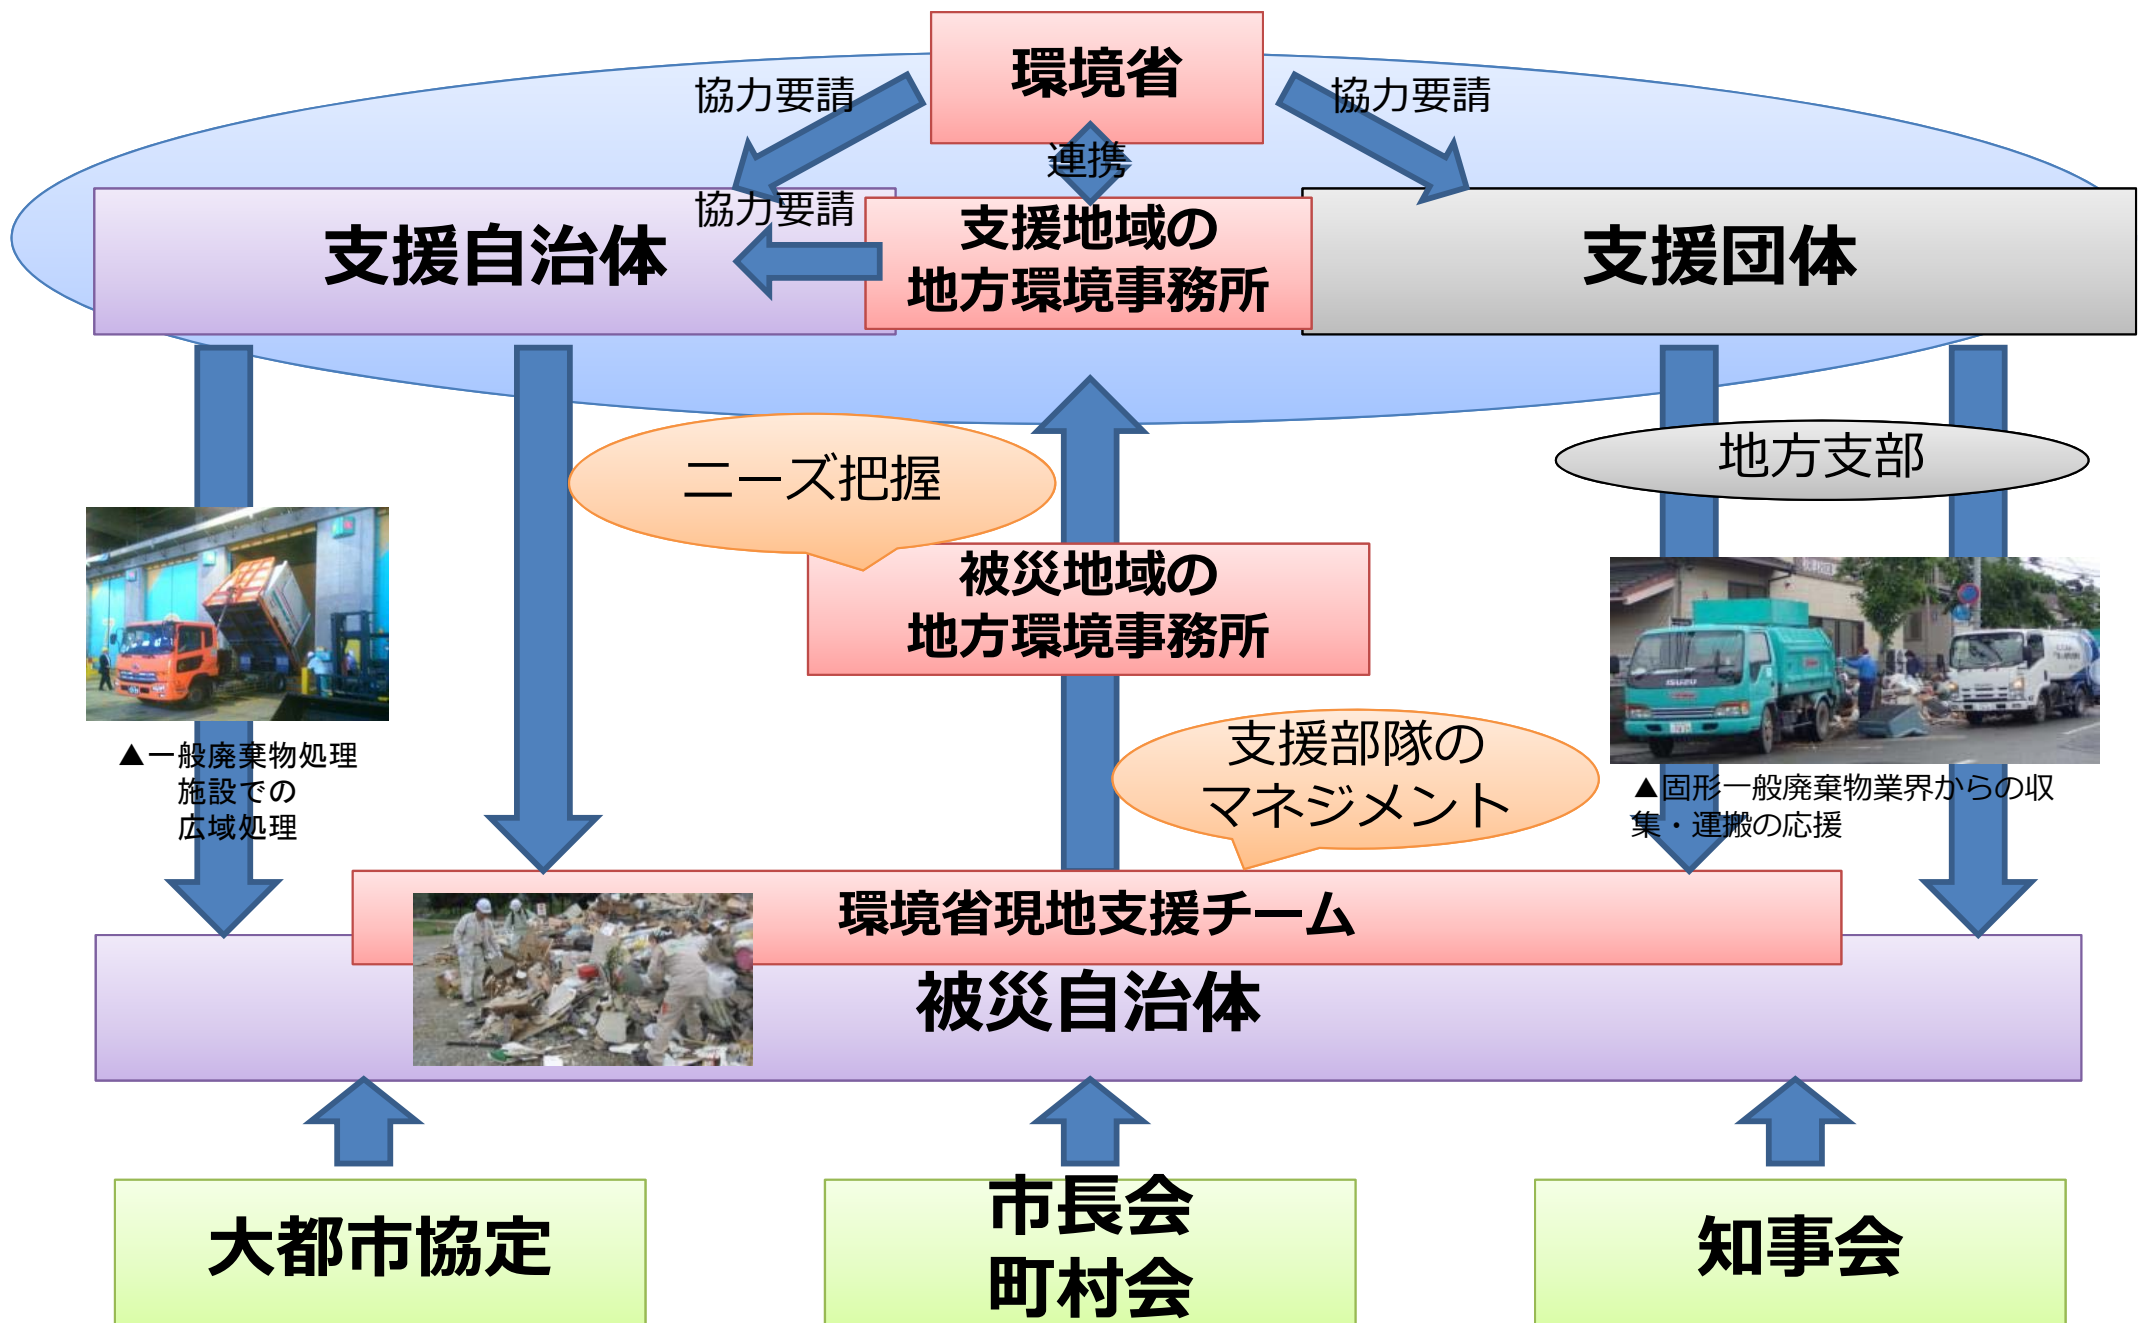 環境省
協力要請
協力要請
連携
協力要請
支援自治体
支援地域の
地方環境事務所
支援団体
ニーズ把握
地方支部
被災地域の
地方環境事務所
支援部隊の
マネジメント
▲一般廃棄物処理
施設での
広域処理
ISUZU
▲固形一般廃棄物業界からの収
集・運搬の応援
環境省現地支援チーム
被災自治体
大都市協定
市長会
町村会
知事会